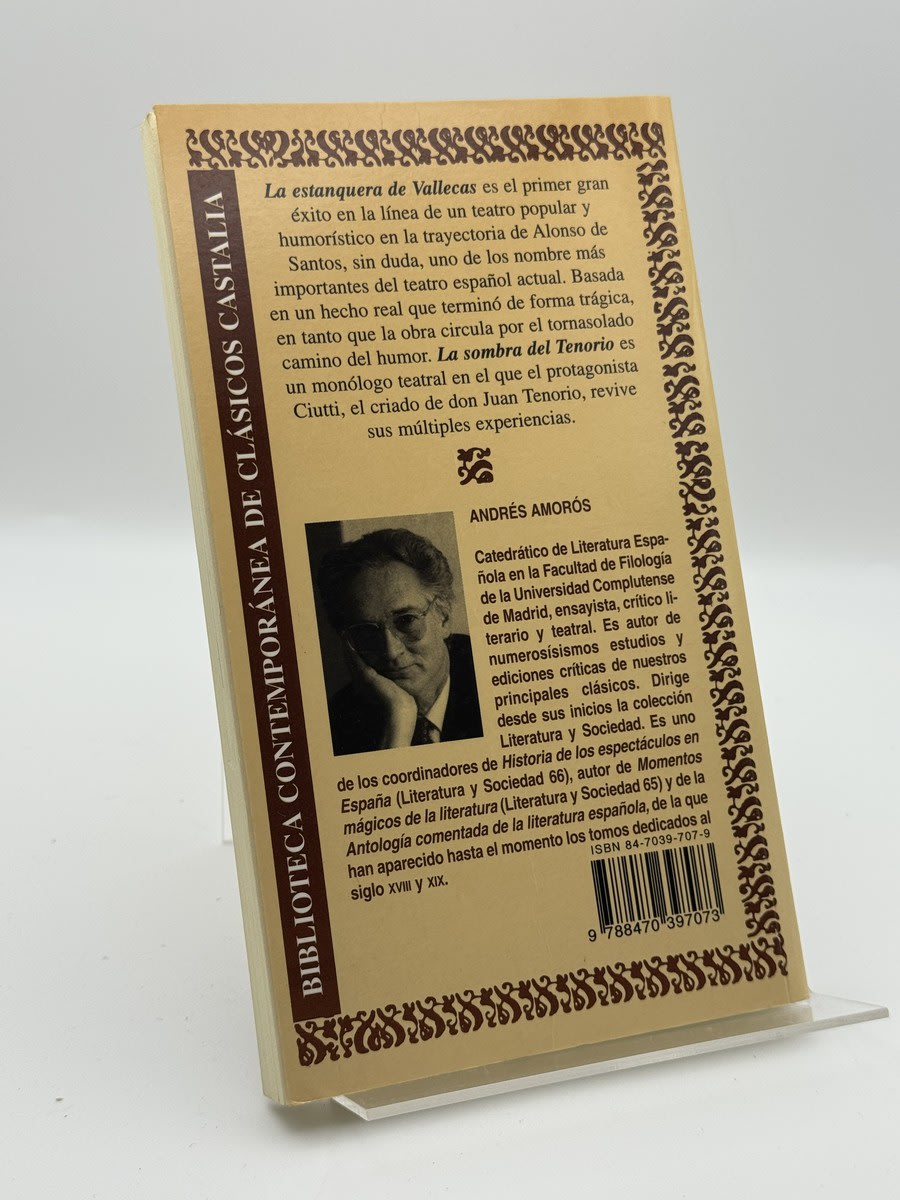 BIBLIOTECA CONTEMPORÁNEA DE CLÁSICOS CASTALIA
La estanquera de Vallecas es el primer gran
éxito en la línea de un teatro popular y
humorístico en la trayectoria de Alonso de
Santos, sin duda, uno de los nombre más
importantes del teatro español actual. Basada
en un hecho real que terminó de forma trágica,
en tanto que la obra circula por el tornasolado
camino del humor. La sombra del Tenorio es
un monólogo teatral en el que el protagonista
Ciutti, el criado de don Juan Tenorio, revive
sus múltiples experiencias.
ANDRÉS AMORÓS
Catedrático de Literatura Espa-
ñola en la Facultad de Filología
de la Universidad Complutense
de Madrid, ensayista, crítico li-
terario y teatral. Es autor de
numerosísismos estudios y
ediciones críticas de nuestros
principales clásicos. Dirige
desde sus inicios la colección
Literatura y Sociedad. Es uno
de los coordinadores de Historia de los espectáculos en
España (Literatura y Sociedad 66), autor de Momentos
mágicos de la literatura (Literatura y Sociedad 65) y de la
Antología comentada de la literatura española, de la que
han aparecido hasta el momento los tomos dedicados al
siglo XVIII y XIX.
ISBN 84-7039-707-9
9 788470 397073